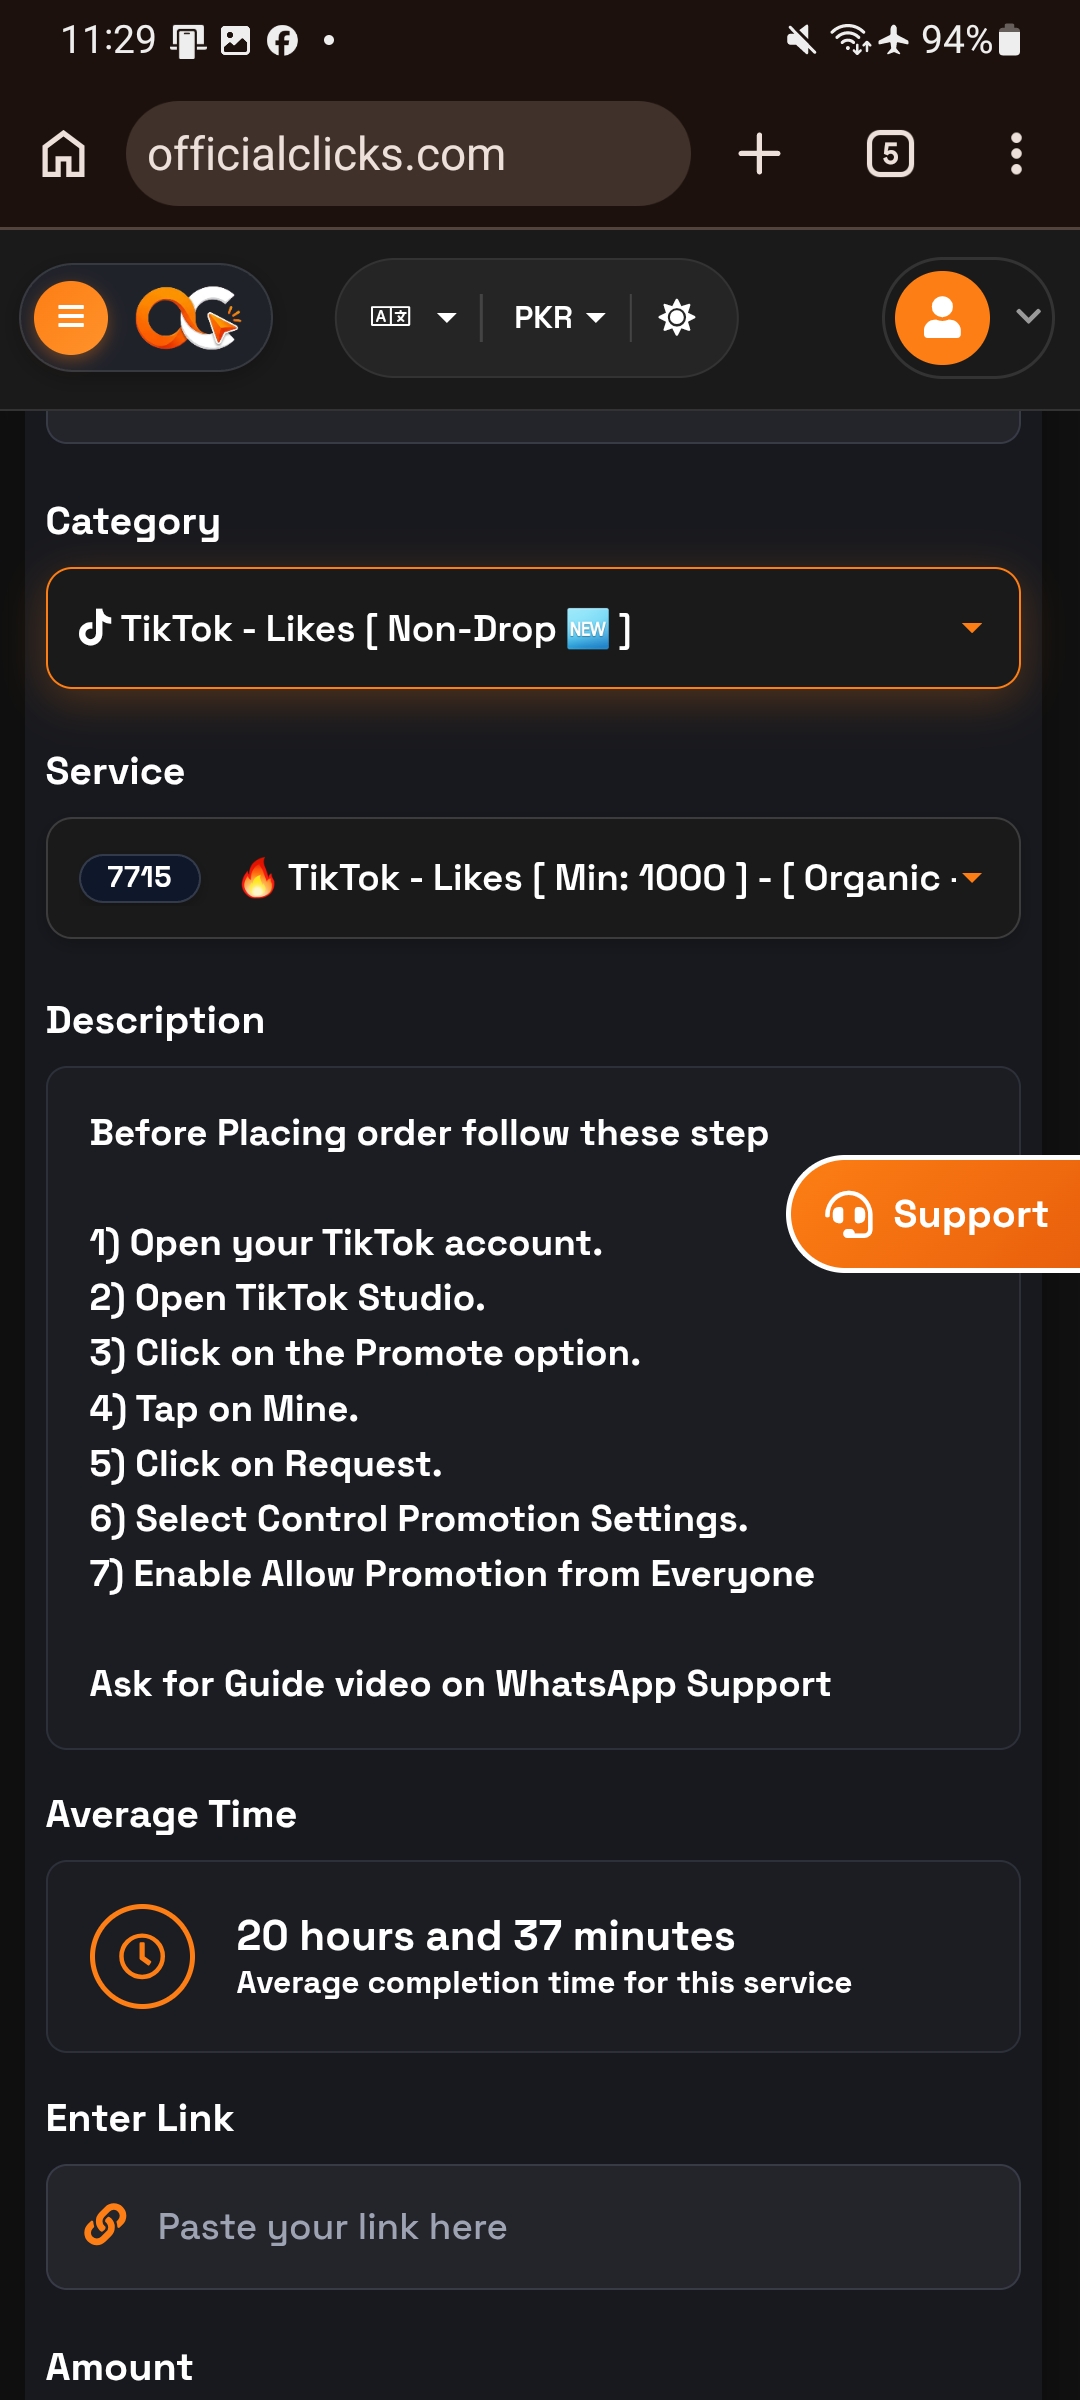 11:29
94%
officialclicks.com
5
PKR
Category
TikTok - Likes [ Non-Drop 🆕 ]
Service
7715 🔥 TikTok - Likes [ Min: 1000 ] - [ Organic -
Description
Before Placing order follow these step
1) Open your TikTok account.
Support
2) Open TikTok Studio.
3) Click on the Promote option.
4) Tap on Mine.
5) Click on Request.
6) Select Control Promotion Settings.
7) Enable Allow Promotion from Everyone
Ask for Guide video on WhatsApp Support
Average Time
20 hours and 37 minutes
Average completion time for this service
Enter Link
Paste your link here
Amount